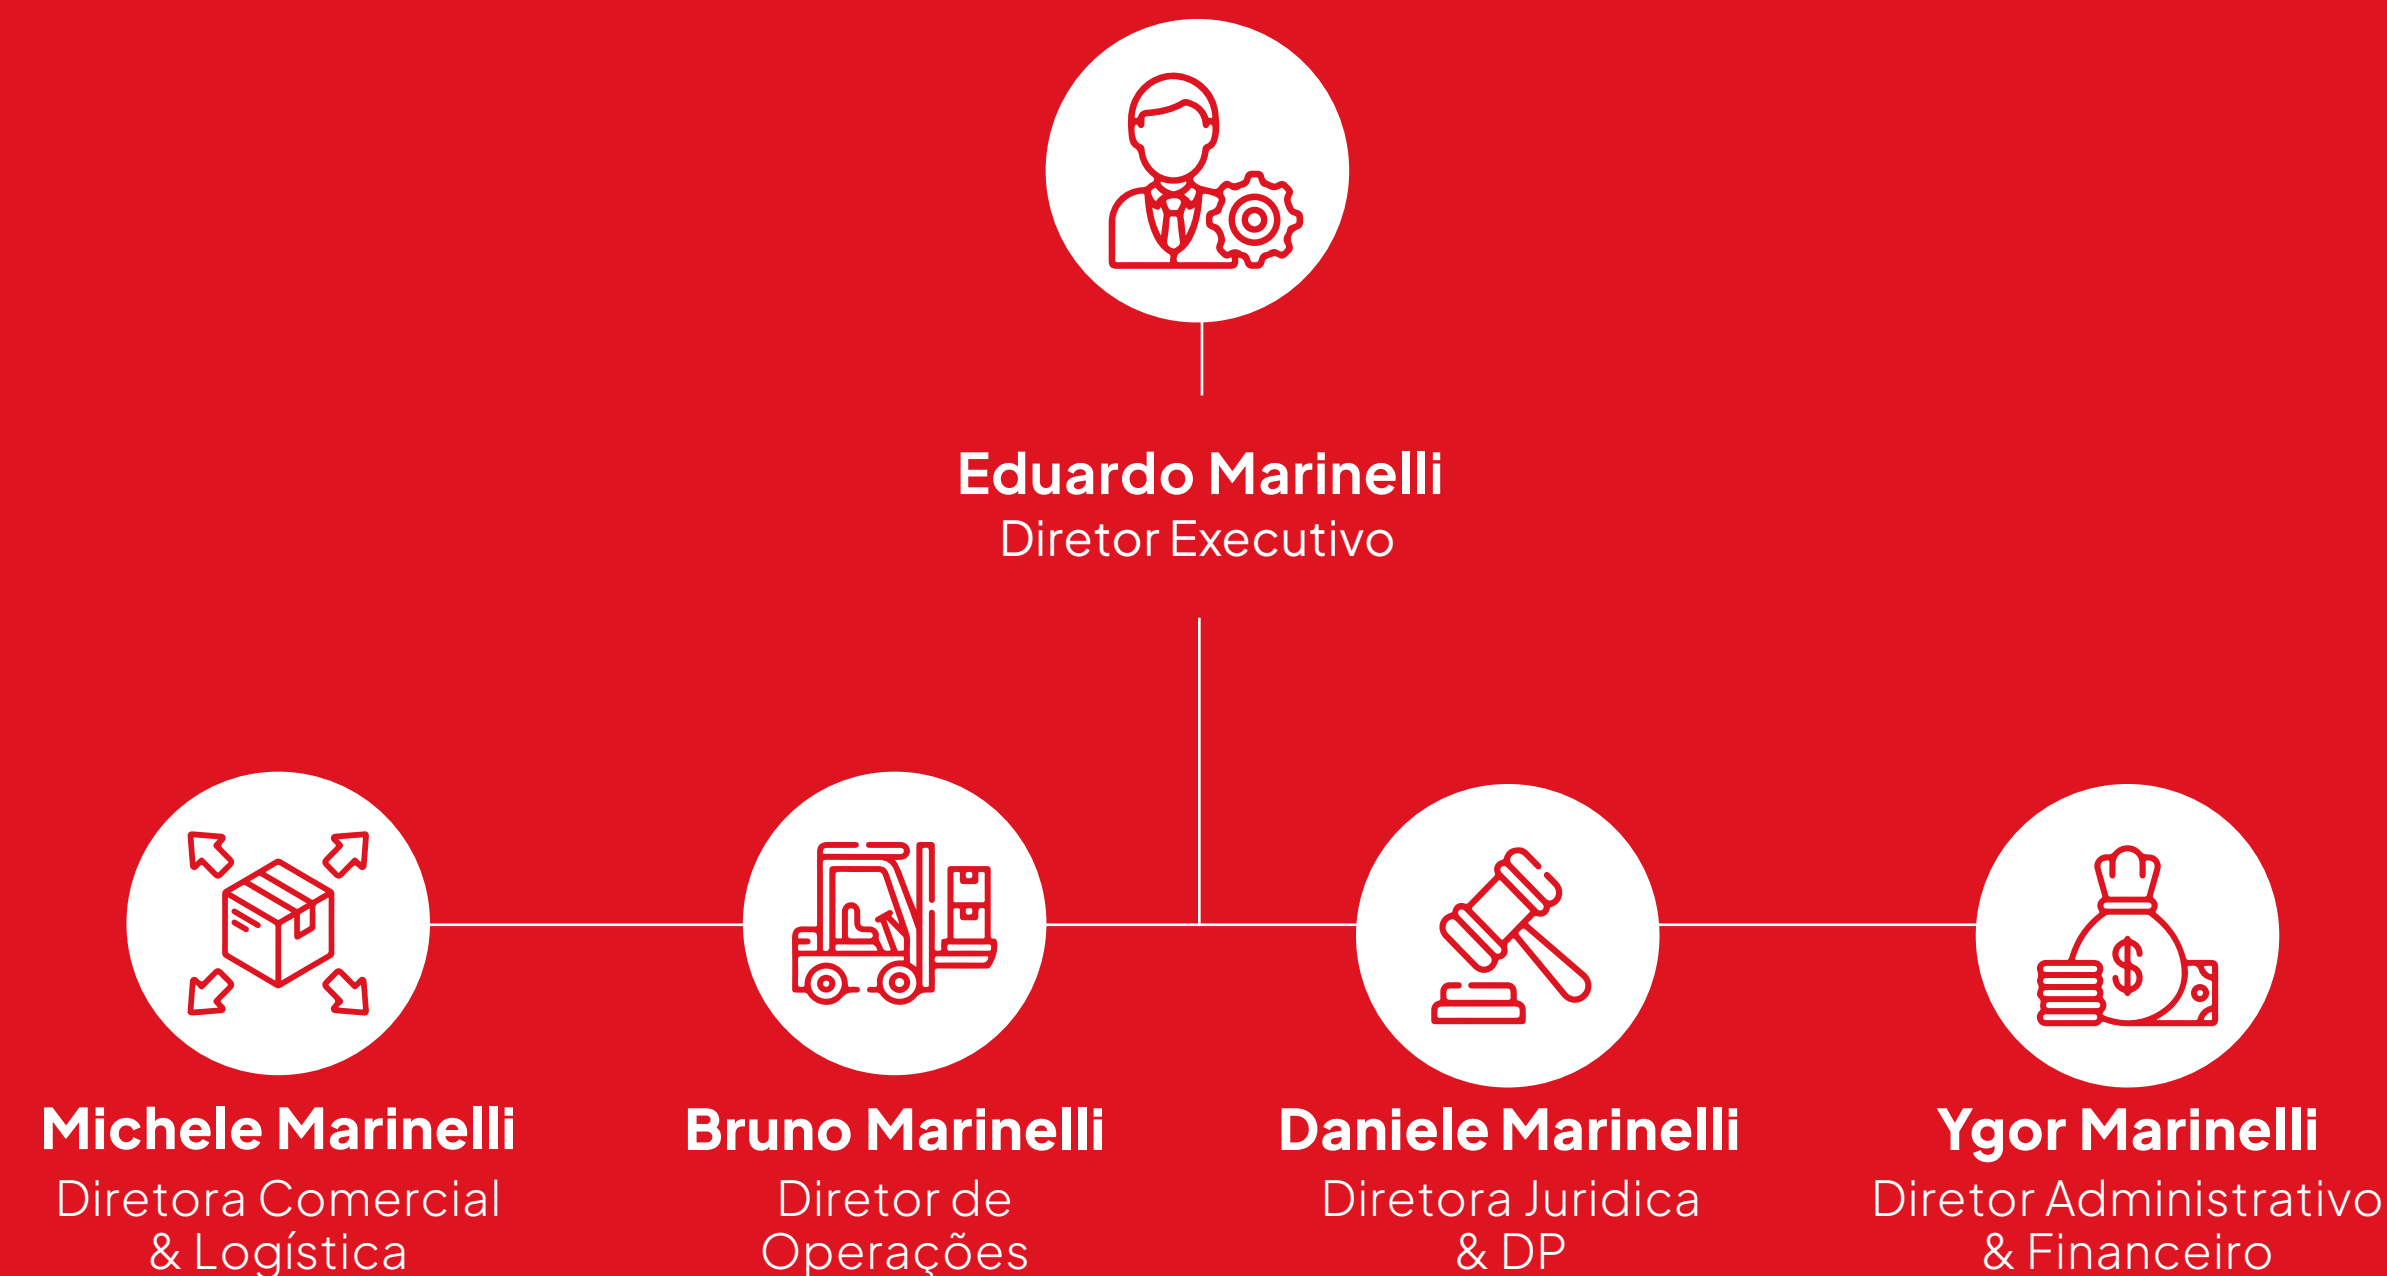 Eduardo Marinelli
Diretor Executivo
Michele Marinelli
Diretora Comercial
& Logística
Bruno Marinelli
Diretor de
Operações
Daniele Marinelli
Diretora Juridica
& DP
Ygor Marinelli
Diretor Administrativo
& Financeiro